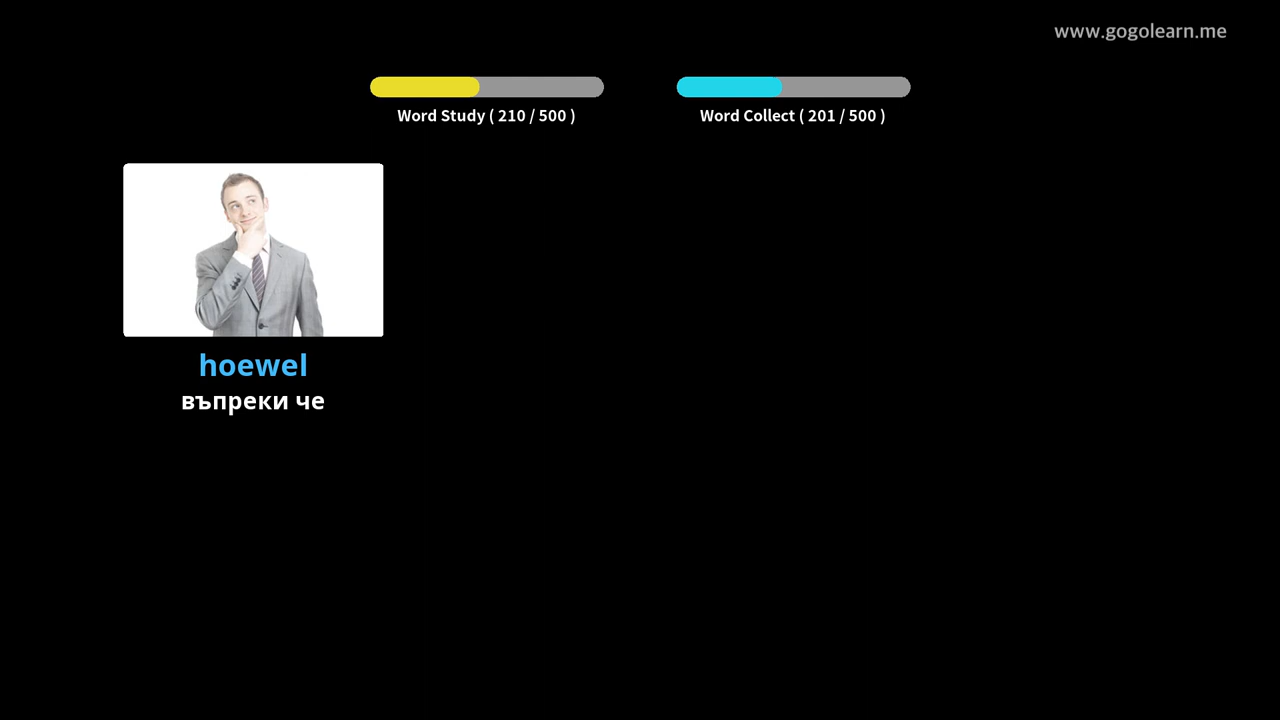 www.gogolearn.me
Word Study ( 210 / 500 )
Word Collect ( 201 / 500 )
hoewel
въпреки че